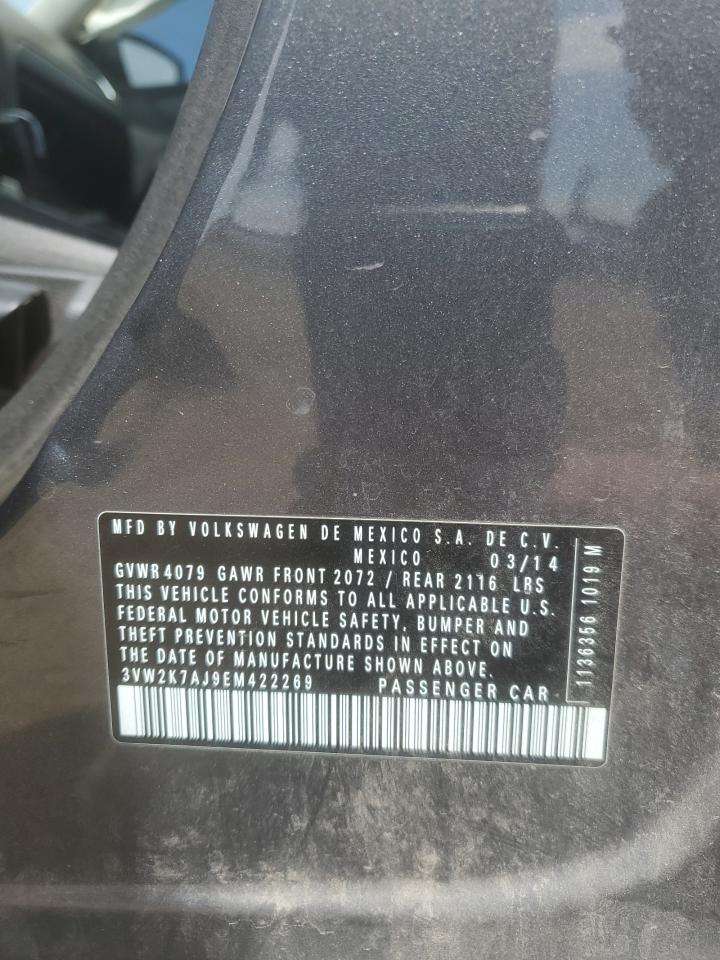 MFD BY VOLKSWAGEN DE MEXICO S.A. DE C.V.
MEXICO 03/14
GVWR 4079 GAWR FRONT 2072 / REAR 2116 LBS
THIS VEHICLE CONFORMS TO ALL APPLICABLE U.S.
FEDERAL MOTOR VEHICLE SAFETY, BUMPER AND
THEFT PREVENTION STANDARDS IN EFFECT ON
THE DATE OF MANUFACTURE SHOWN ABOVE.
3VW2K7AJ9EM422269 PASSENGER CAR
1136356 1019 M